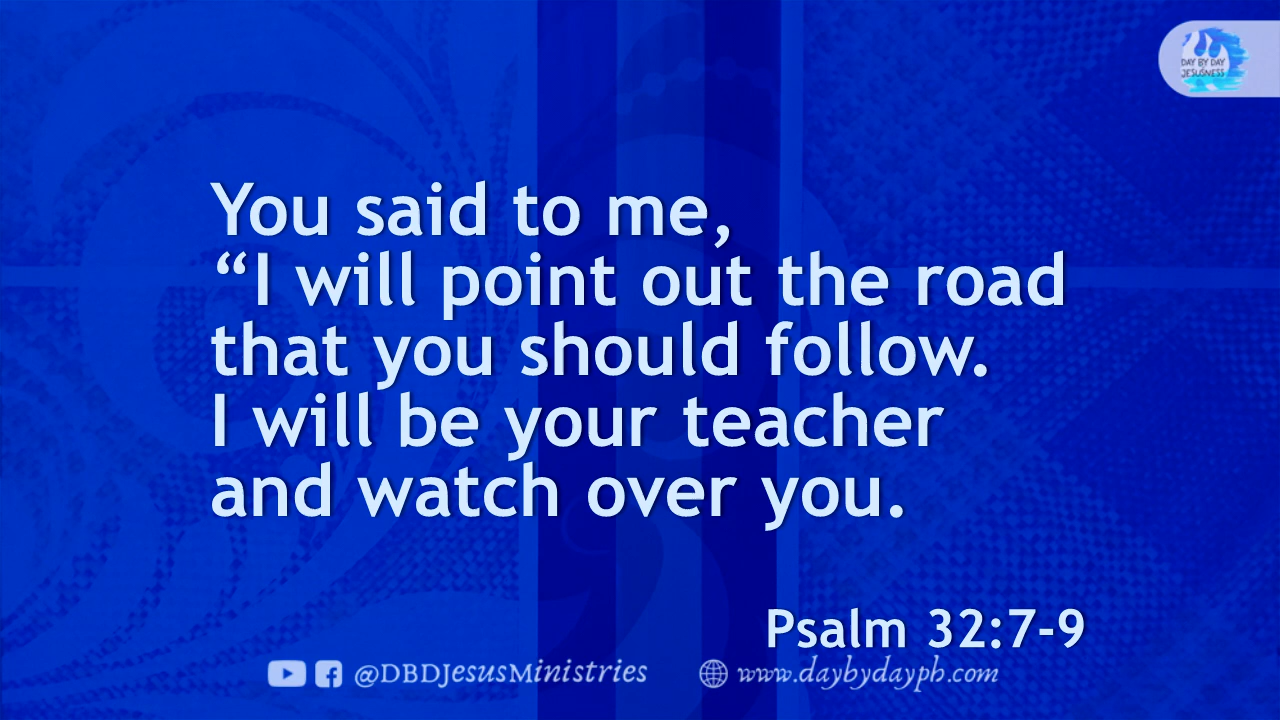 DAY BY DAY
JESUSNESS
You said to me,
“I will point out the road
that you should follow.
I will be your teacher
and watch over you.
Psalm 32:7-9
@DBDJesusMinistries
www.daybydayph.com